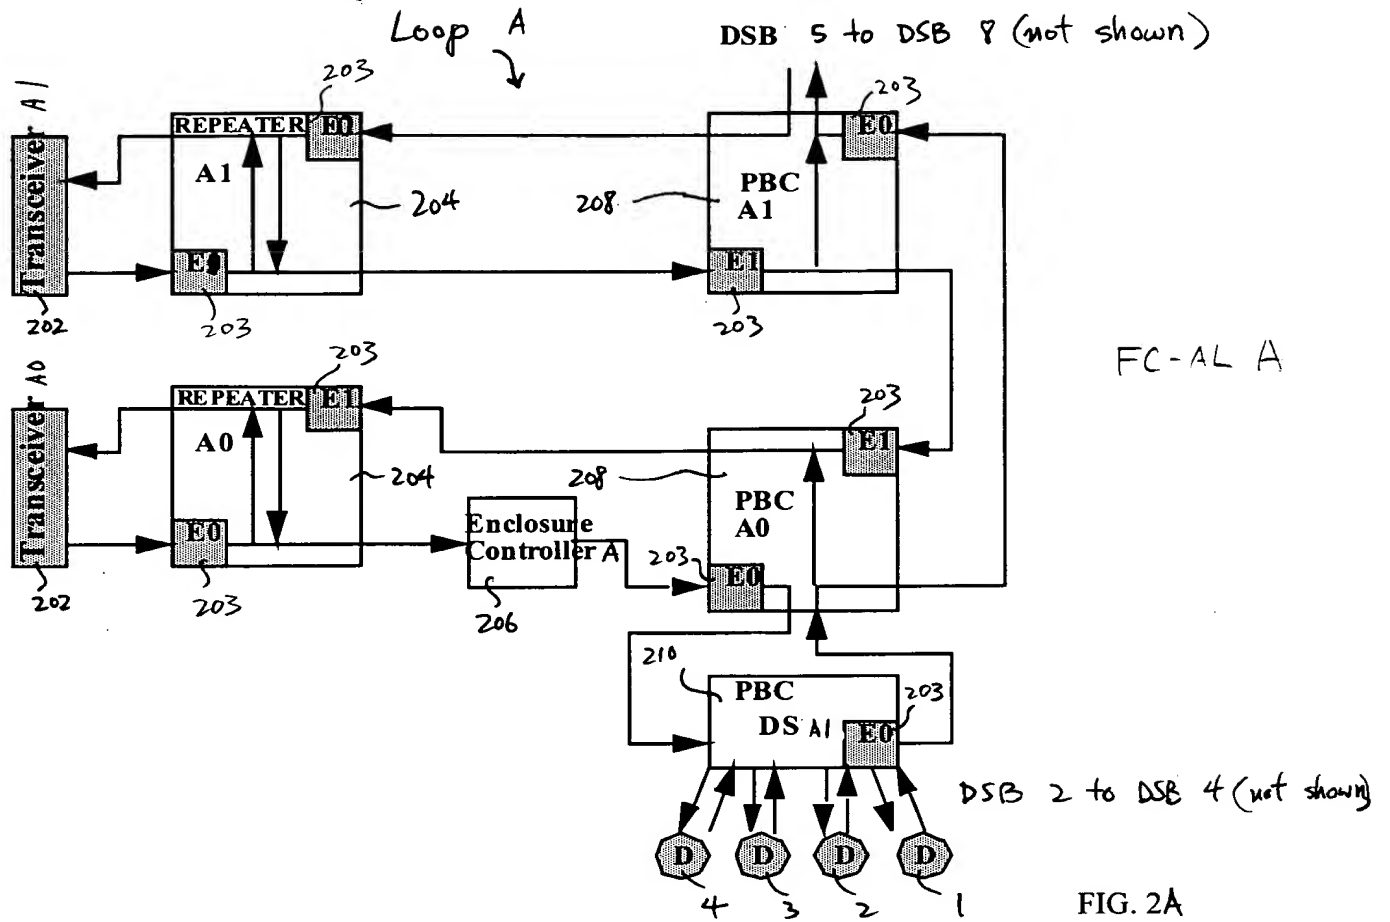 Loop A
DSB 5 to DSB 8 (not shown)
203
203
Transceiver A1
REPEATER
E0
E0
A1
PBC
A1
204
208
E1
203
203
202
203
FC-AL A
203
Transceiver A0
REPEATER
E1
E1
A0
204
208
PBC
A0
Enclosure
Controller A
E0
203
E0
202
203
206
210
PBC
203
DS A1
E0
DSB 2 to DSB 4 (not shown)
D
D
D
D
4
3
2
1
FIG. 2A